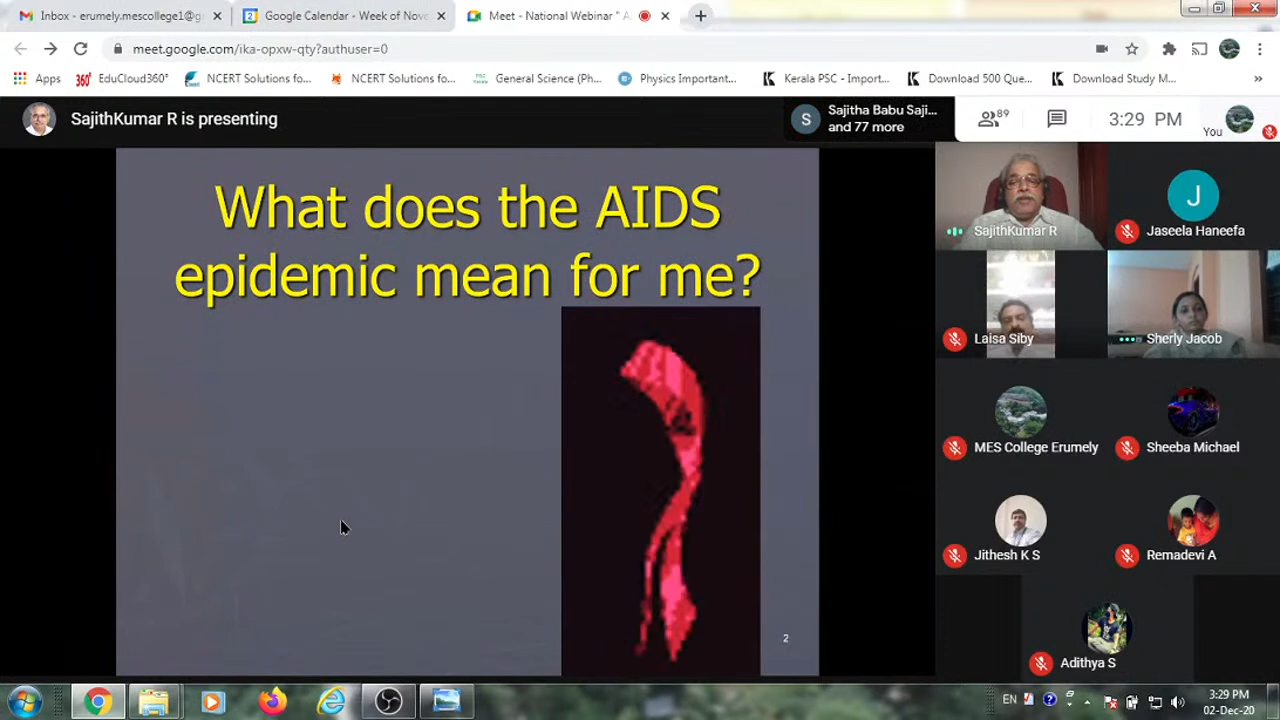 Inbox - erumely.mescollege1@g
Google Calendar - Week of Nove
Meet - National Webinar " A
meet.google.com/ika-opxw-qty?authuser=0
Apps
EduCloud360°
NCERT Solutions fo...
NCERT Solutions fo...
General Science (Ph...
Physics Important...
Kerala PSC - Import...
Download 500 Que...
Download Study M...
»
SajithKumar R is presenting
S
Sajitha Babu Saji...
and 77 more
89
3:29 PM
You
What does the AIDS
epidemic mean for me?
2
SajithKumar R
J
Jaseela Haneefa
Laisa Siby
Sherly Jacob
MES College Erumely
Sheeba Michael
Jithesh K S
Remadevi A
Adithya S
EN
3:29 PM
02-Dec-20